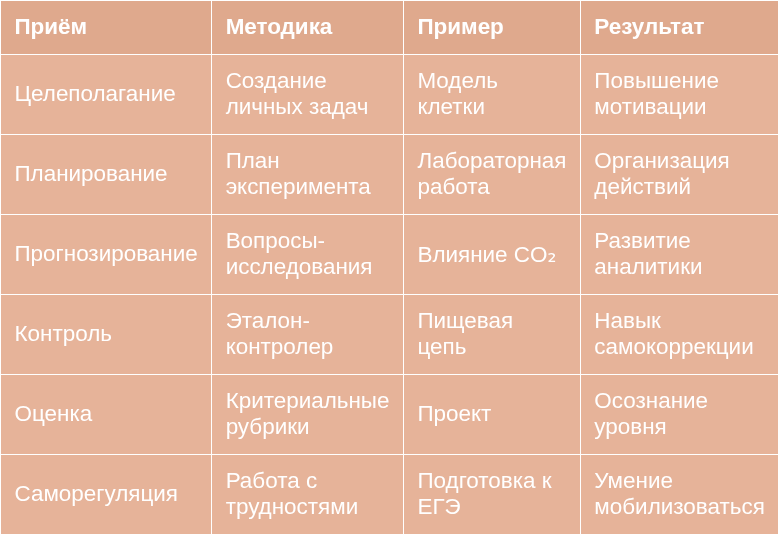 Приём Методика Пример Результат
Целеполагание Создание личных задач Модель клетки Повышение мотивации
Планирование План эксперимента Лабораторная работа Организация действий
Прогнозирование Вопросы-исследования Влияние CO₂ Развитие аналитики
Контроль Эталон-контролер Пищевая цепь Навык самокоррекции
Оценка Критериальные рубрики Проект Осознание уровня
Саморегуляция Работа с трудностями Подготовка к ЕГЭ Умение мобилизоваться